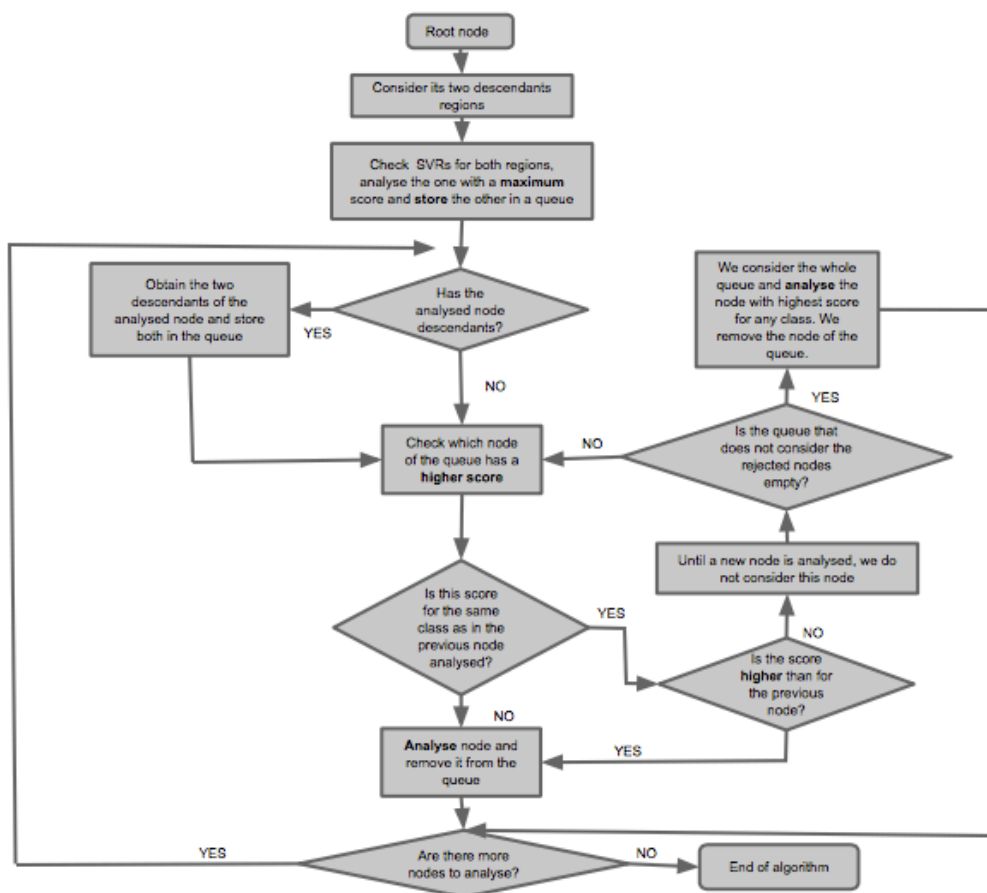 Root node
Consider its two descendants
regions
Check SVRs for both regions,
analyse the one with a maximum
score and store the other in a queue
Obtain the two
descendants of the
analysed node and store
both in the queue
YES
Has the
analysed node
descendants?
NO
We consider the whole
queue and analyse the
node with highest score
for any class. We
remove the node of the
queue.
YES
Is the queue that
does not consider the
rejected nodes
empty?
NO
Check which node
of the queue has a
higher score
Until a new node is analysed, we do
not consider this node
Is this score
for the same
class as in the
previous node
analysed?
YES
NO
NO
Is the score
higher than for
the previous
node?
YES
Analyse node and
remove it from the
queue
Are there more
nodes to analyse?
YES
NO
End of algorithm